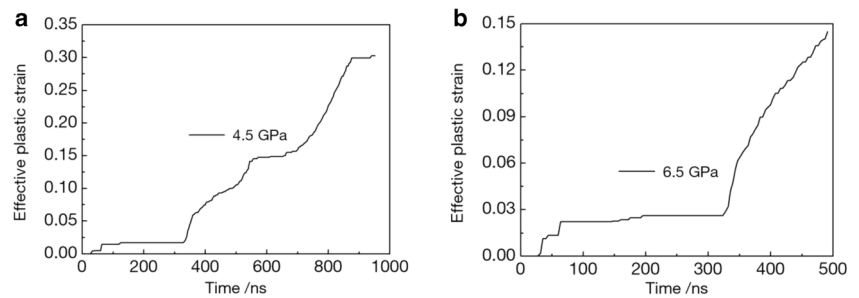 a
0.35
0.30
0.25
0.20
0.15
0.10
0.05
0.00
Effective plastic strain
4.5 GPa
0 200 400 600 800 1000
Time /ns
b
0.15
0.12
0.09
0.06
0.03
0.00
Effective plastic strain
6.5 GPa
0 100 200 300 400 500
Time /ns